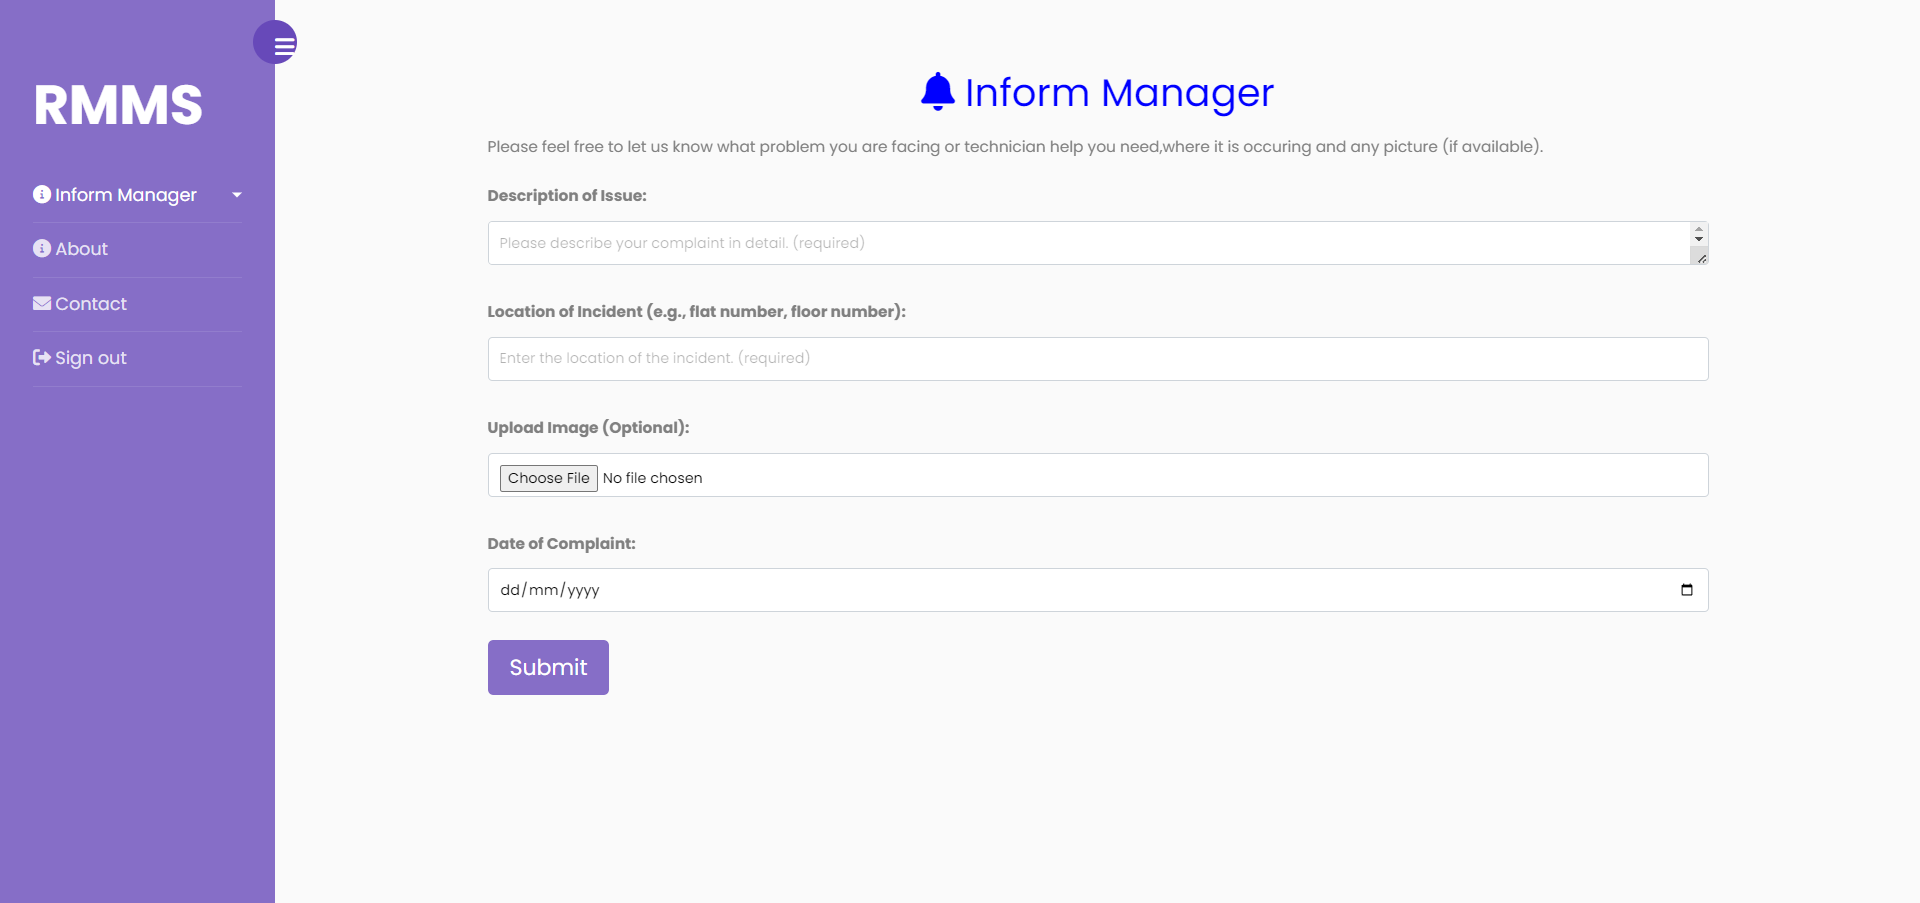 RMMS
Inform Manager
About
Contact
Sign out
Inform Manager
Please feel free to let us know what problem you are facing or technician help you need,where it is occuring and any picture (if available).
Description of Issue:
Please describe your complaint in detail. (required)
Location of Incident (e.g., flat number, floor number):
Enter the location of the incident. (required)
Upload Image (Optional):
Choose File No file chosen
Date of Complaint:
dd/mm/yyyy
Submit